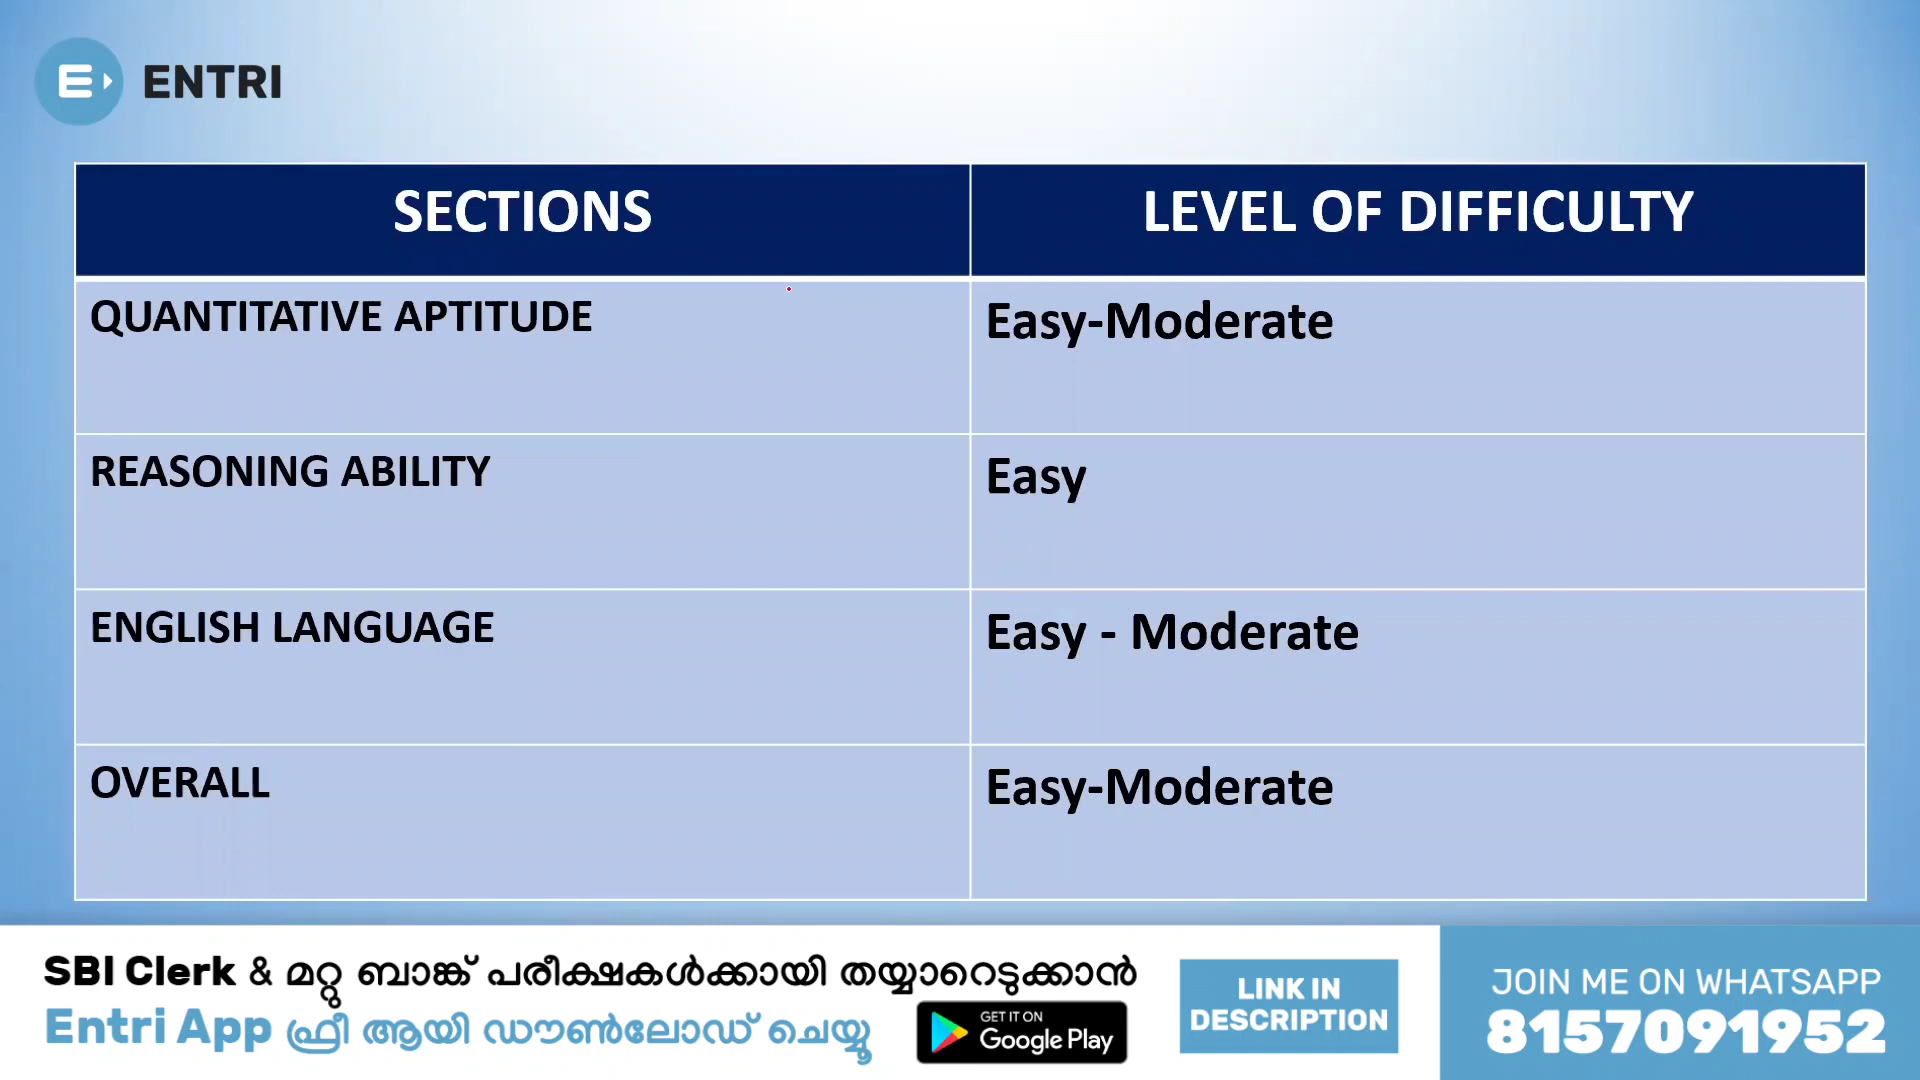 ENTRI
SECTIONS
LEVEL OF DIFFICULTY
QUANTITATIVE APTITUDE
Easy-Moderate
REASONING ABILITY
Easy
ENGLISH LANGUAGE
Easy - Moderate
OVERALL
Easy-Moderate
SBI Clerk & മറ്റു ബാങ്ക് പരീക്ഷകൾക്കായി തയ്യാറെടുക്കാൻ
Entri App ഫ്രീ ആയി ഡൗൺലോഡ് ചെയ്യൂ
GET IT ON
Google Play
LINK IN
DESCRIPTION
JOIN ME ON WHATSAPP
8157091952